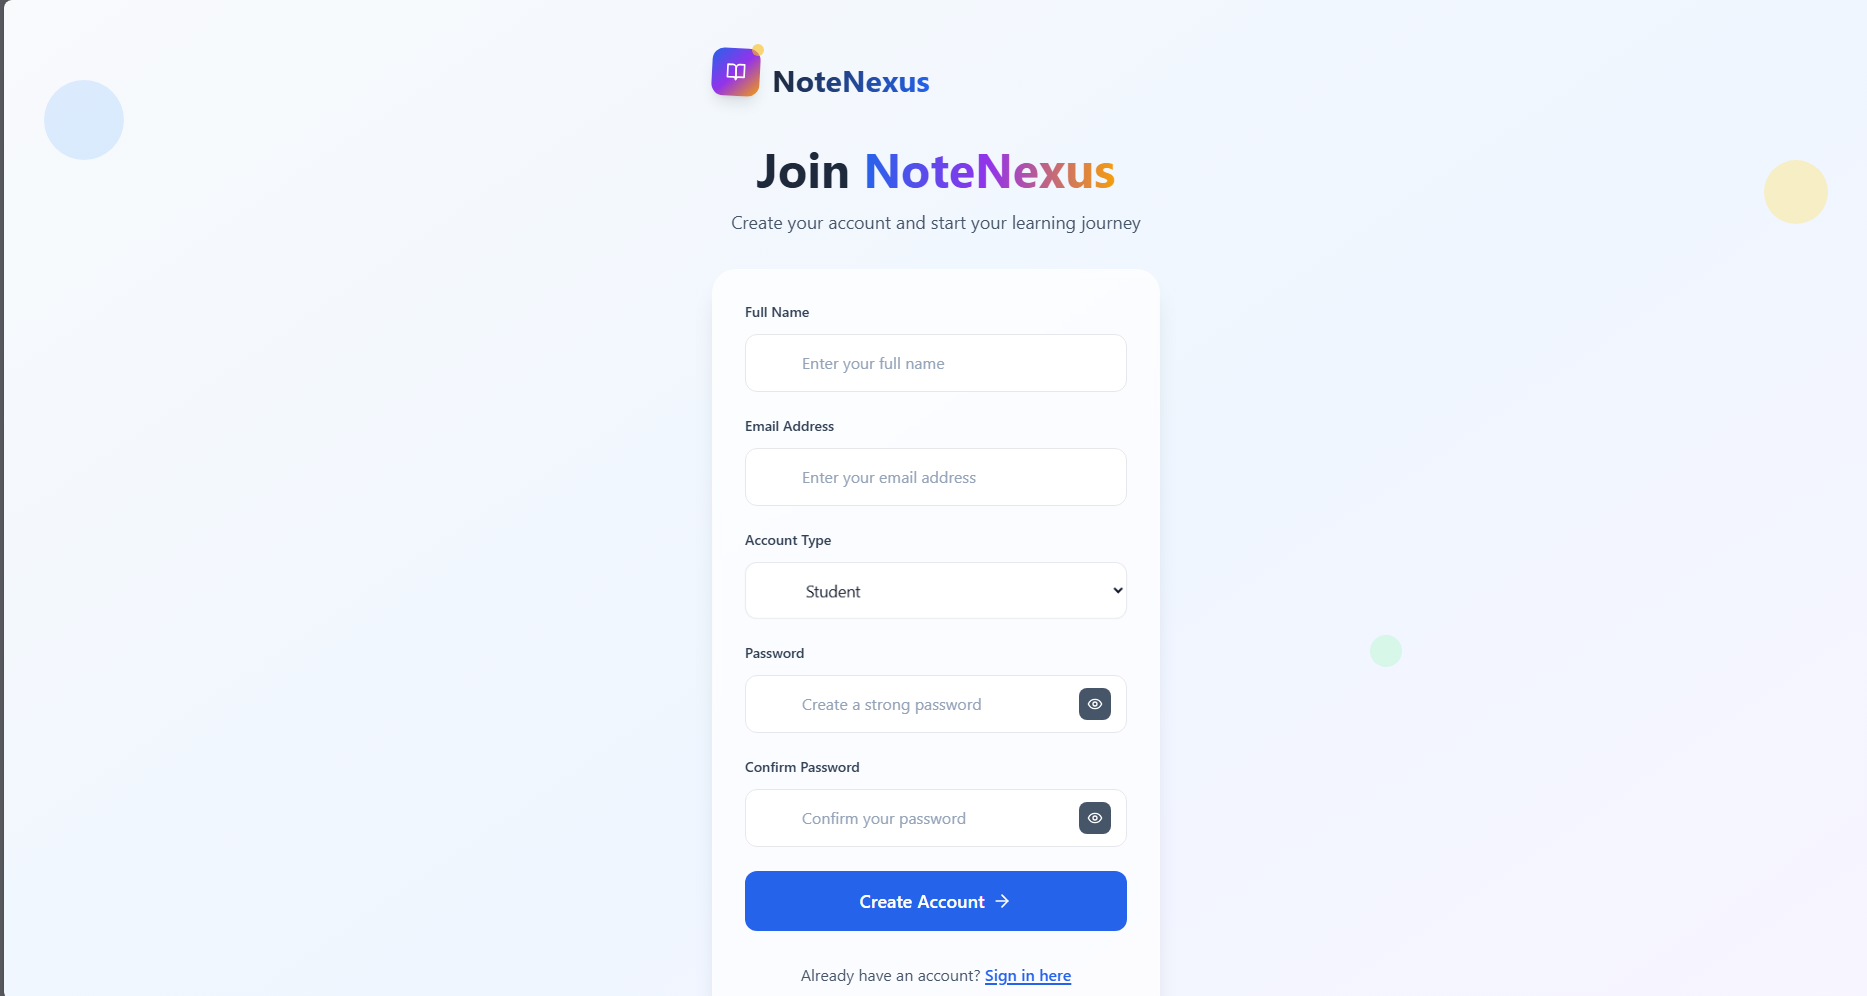 NoteNexus
Join NoteNexus
Create your account and start your learning journey
Full Name
Enter your full name
Email Address
Enter your email address
Account Type
Student
Password
Create a strong password
Confirm Password
Confirm your password
Create Account
Already have an account? Sign in here